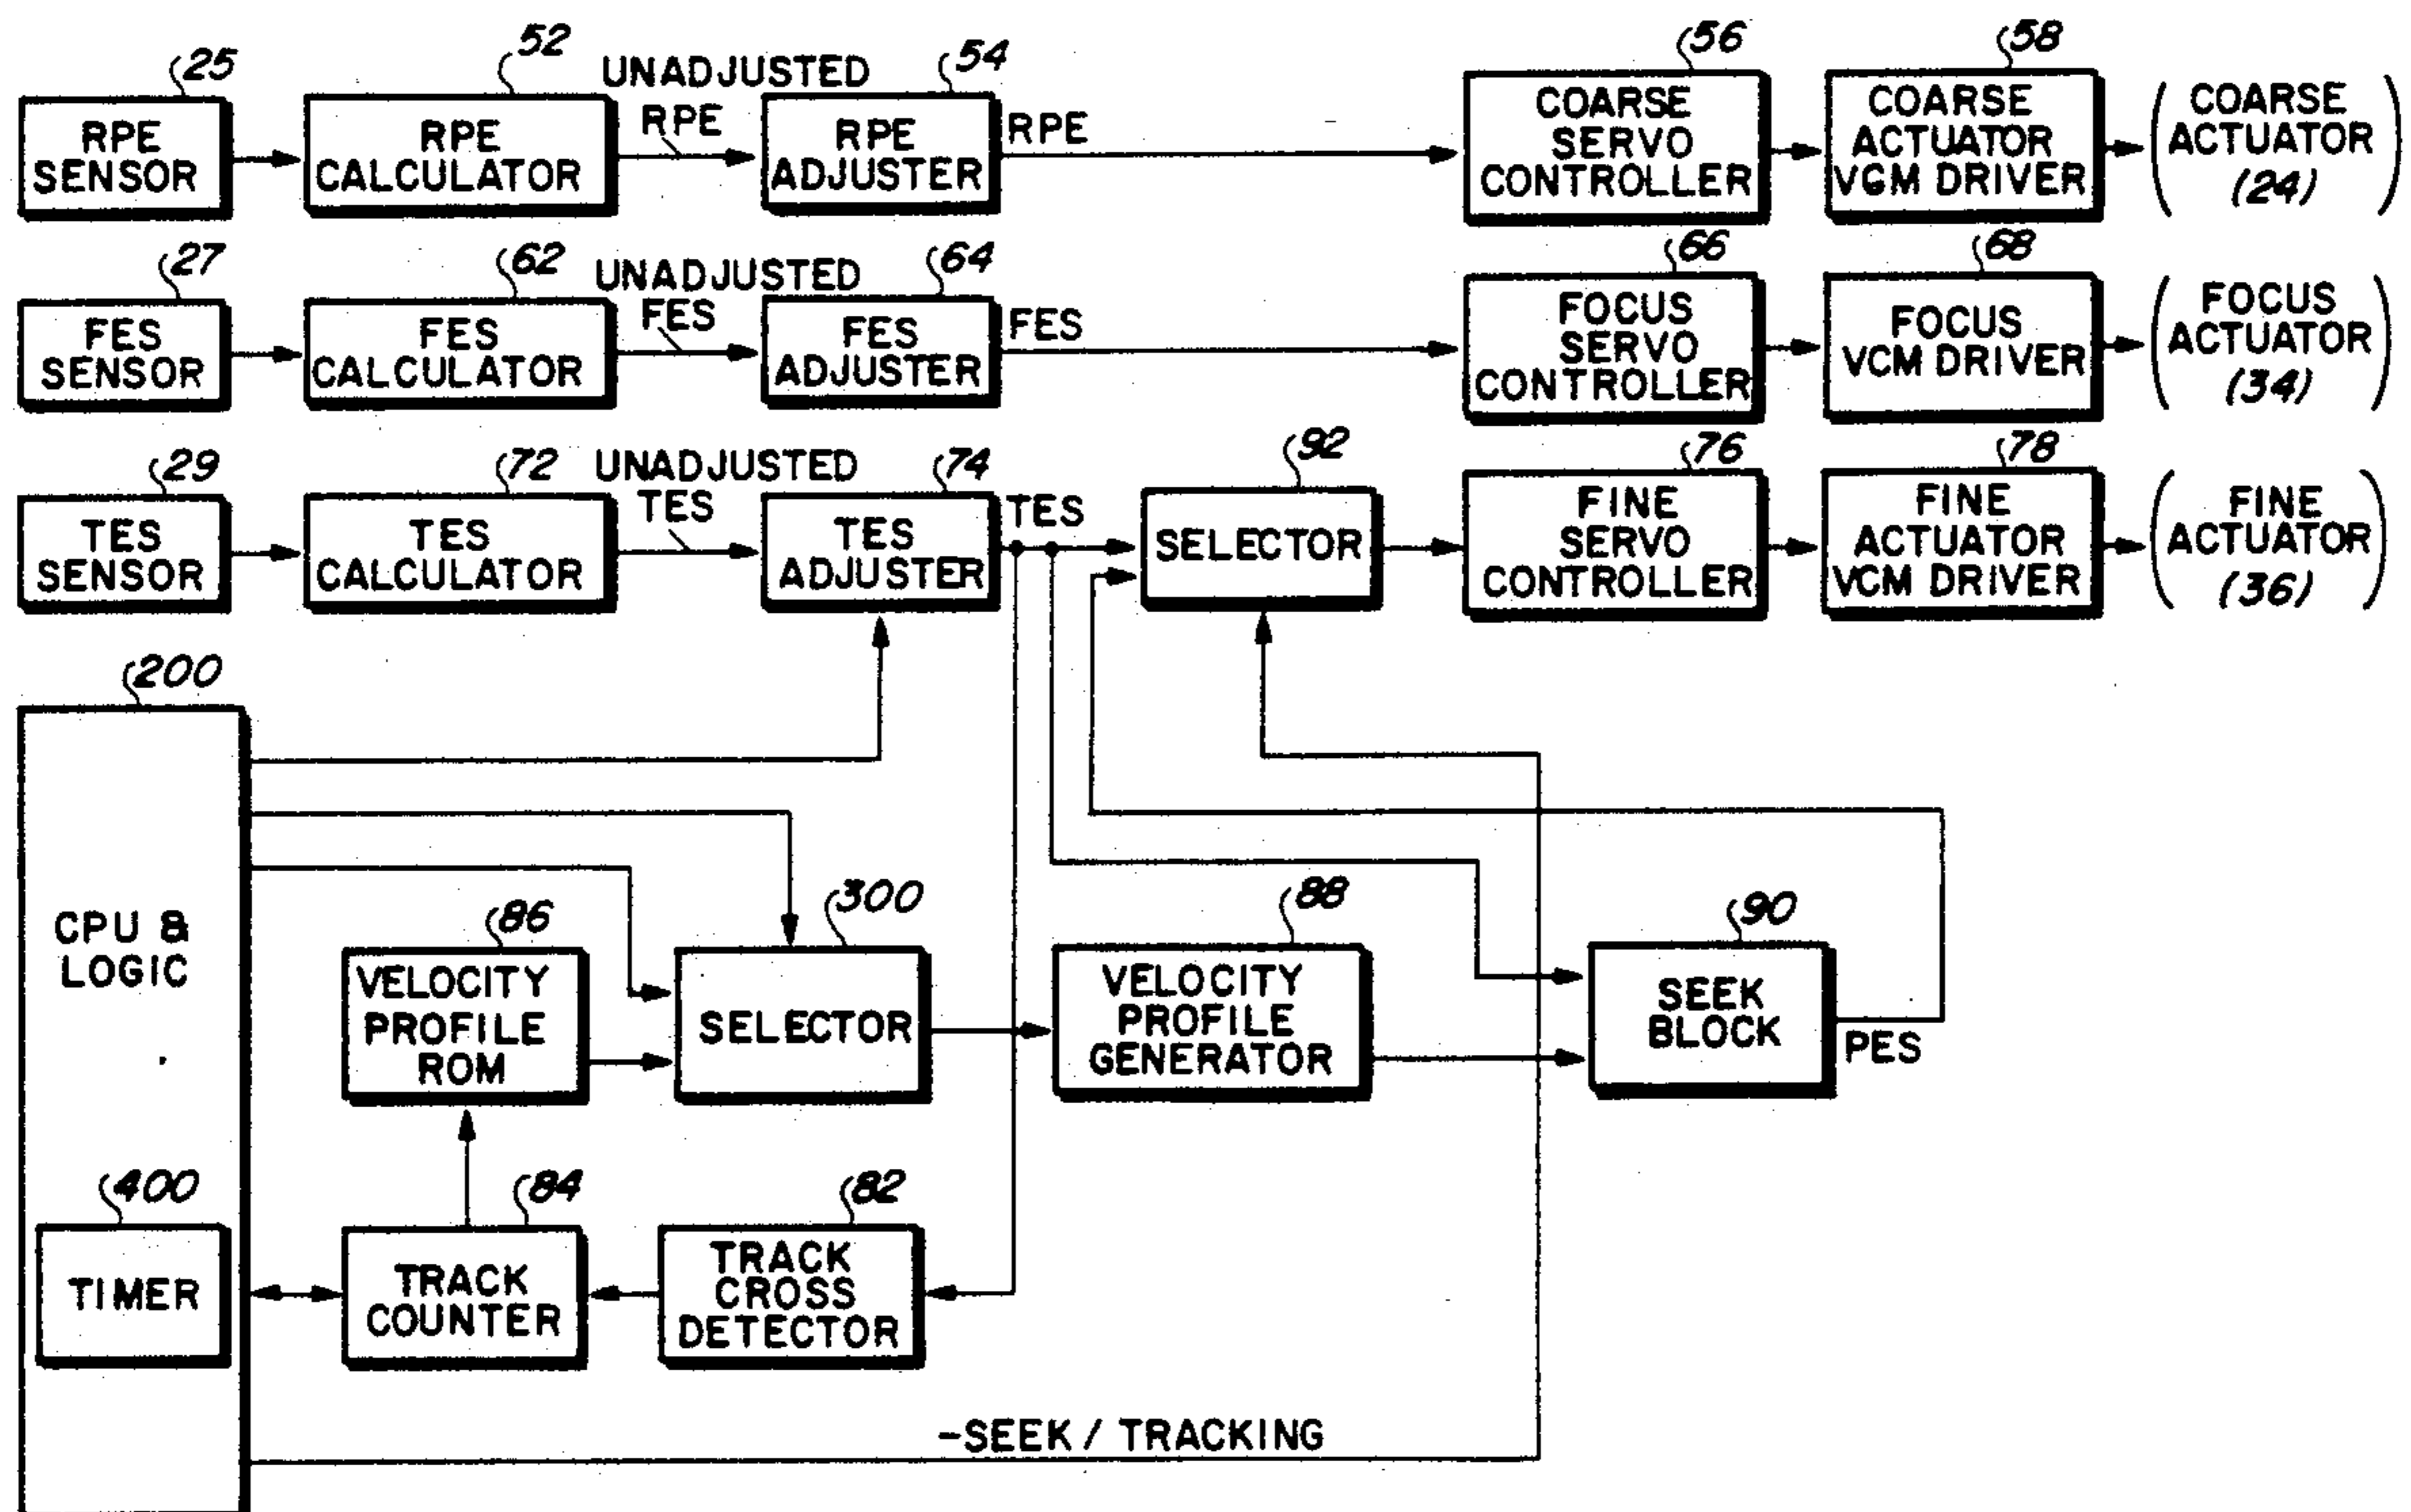 25
52
UNADJUSTED
RPE
54
56
58
RPE
SENSOR
RPE
CALCULATOR
RPE
ADJUSTER
RPE
COARSE
SERVO
CONTROLLER
COARSE
ACTUATOR
VCM DRIVER
(COARSE
ACTUATOR
(24))
27
62
UNADJUSTED
FES
64
66
68
FES
SENSOR
FES
CALCULATOR
FES
ADJUSTER
FES
FOCUS
SERVO
CONTROLLER
FOCUS
VCM DRIVER
(FOCUS
ACTUATOR
(34))
29
72
UNADJUSTED
TES
74
92
76
78
TES
SENSOR
TES
CALCULATOR
TES
ADJUSTER
TES
SELECTOR
FINE
SERVO
CONTROLLER
FINE
ACTUATOR
VCM DRIVER
(FINE
ACTUATOR
(36))
200
CPU &
LOGIC
86
300
88
90
VELOCITY
PROFILE
ROM
SELECTOR
VELOCITY
PROFILE
GENERATOR
SEEK
BLOCK
PES
400
84
82
TIMER
TRACK
COUNTER
TRACK
CROSS
DETECTOR
-SEEK / TRACKING